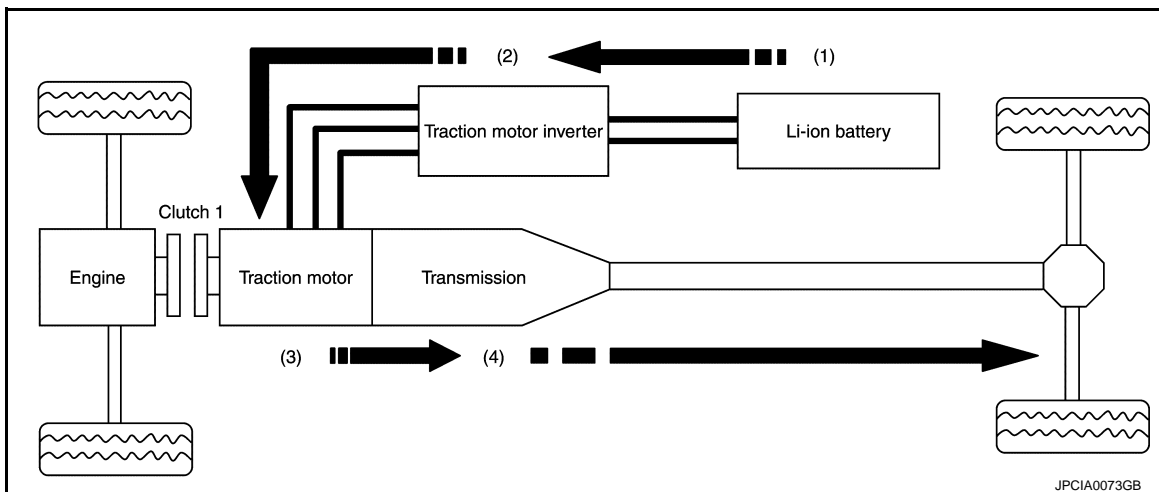 (2)
(1)
Traction motor inverter
Li-ion battery
Clutch 1
Engine
Traction motor
Transmission
(3)
(4)
JPCIA0073GB